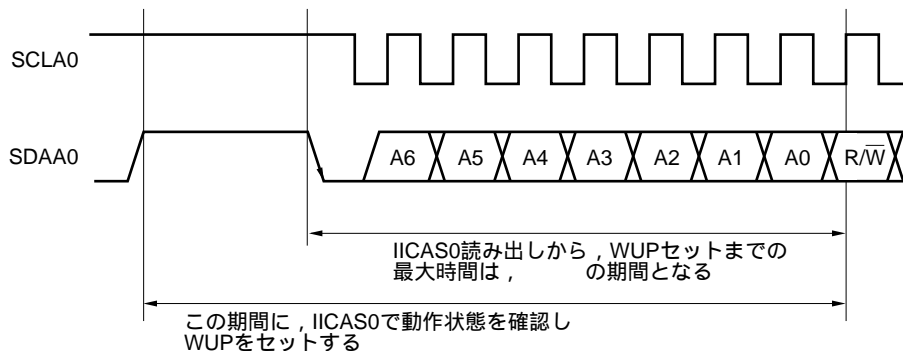 SCLA0
SDAA0
A6 A5 A4 A3 A2 A1 A0 R/W̅
IICAS0読み出しから，WUPセットまでの
最大時間は， の期間となる
この期間に，IICAS0で動作状態を確認し
WUPをセットする